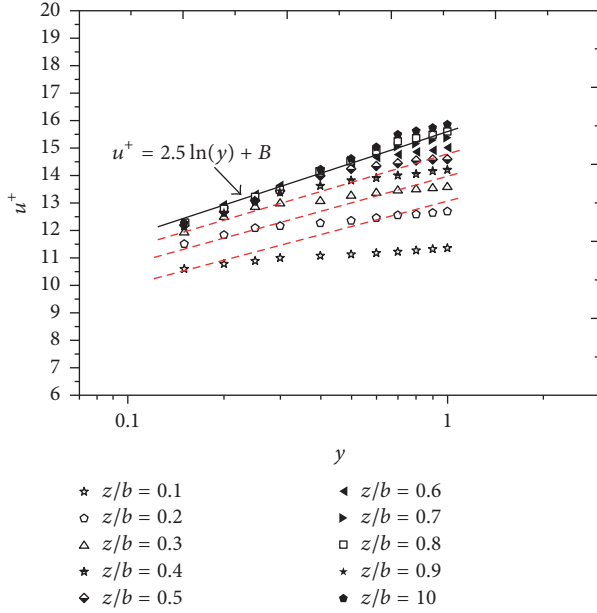 20
19
18
17
16
15
14
13
12
11
10
9
8
7
6
u⁺
u⁺ = 2.5 ln(y) + B
0.1
1
y
z/b = 0.1
z/b = 0.2
z/b = 0.3
z/b = 0.4
z/b = 0.5
z/b = 0.6
z/b = 0.7
z/b = 0.8
z/b = 0.9
z/b = 10